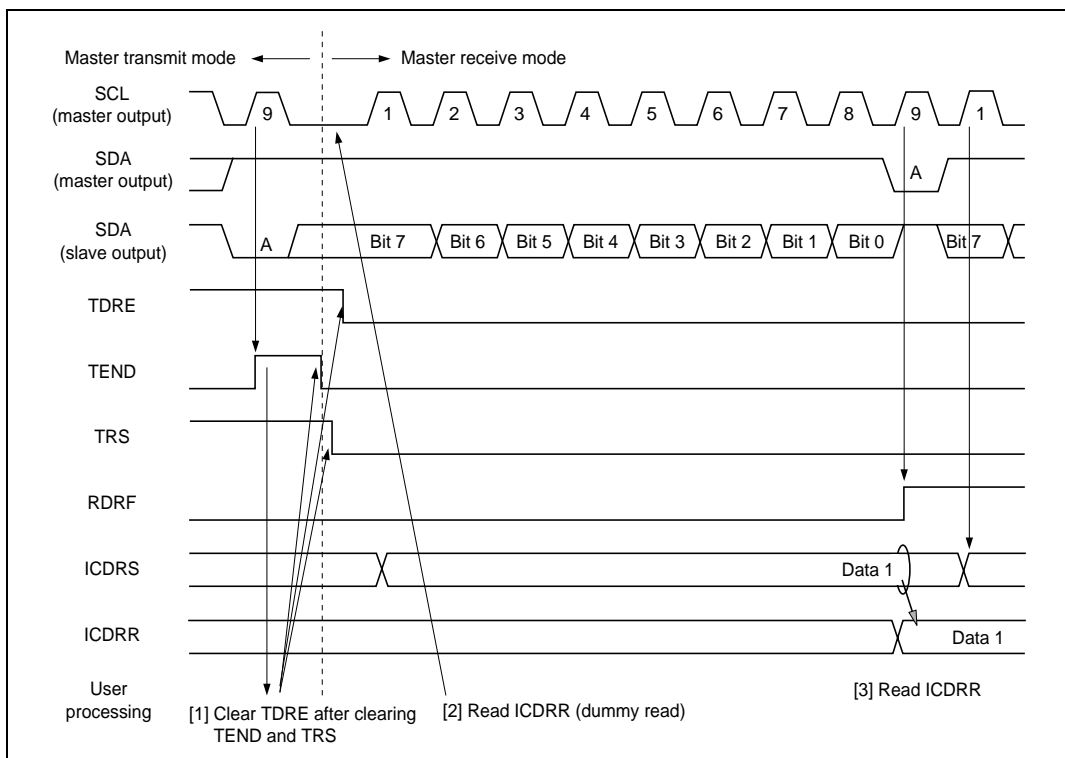 Master transmit mode Master receive mode
SCL
(master output)
9 1 2 3 4 5 6 7 8 9 1
SDA
(master output)
A
SDA
(slave output)
A Bit 7 Bit 6 Bit 5 Bit 4 Bit 3 Bit 2 Bit 1 Bit 0 Bit 7
TDRE
TEND
TRS
RDRF
ICDRS
Data 1
ICDRR
Data 1
User
processing
[1] Clear TDRE after clearing
TEND and TRS
[2] Read ICDRR (dummy read)
[3] Read ICDRR